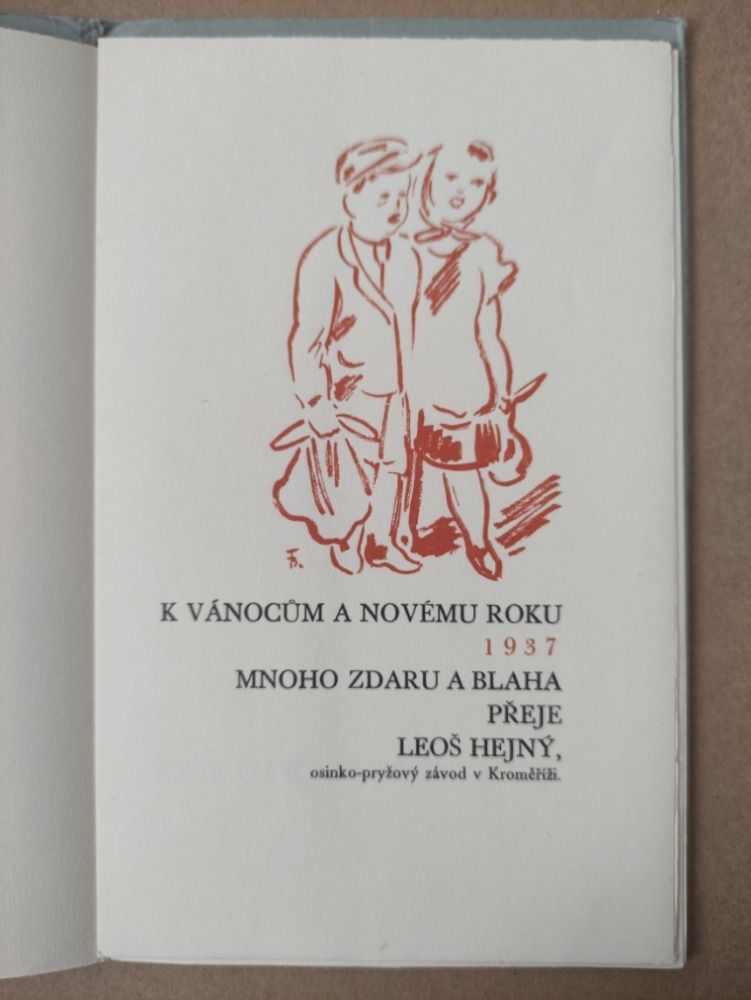 K VÁNOCŮM A NOVÉMU ROKU
1937
MNOHO ZDARU A BLAHA
PŘEJE
LEOŠ HEJNÝ,
osinko-pryžový závod v Kroměříži.